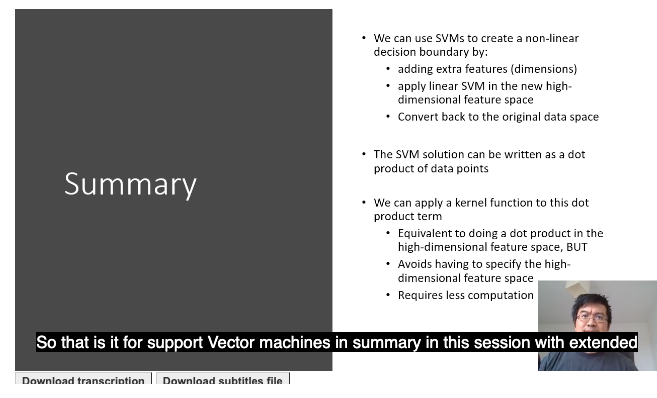 Summary
• We can use SVMs to create a non-linear
decision boundary by:
• adding extra features (dimensions)
• apply linear SVM in the new high-
dimensional feature space
• Convert back to the original data space
• The SVM solution can be written as a dot
product of data points
• We can apply a kernel function to this dot
product term
• Equivalent to doing a dot product in the
high-dimensional feature space, BUT
• Avoids having to specify the high-
dimensional feature space
• Requires less computation
So that is it for support Vector machines in summary in this session with extended
Download transcription Download subtitles file